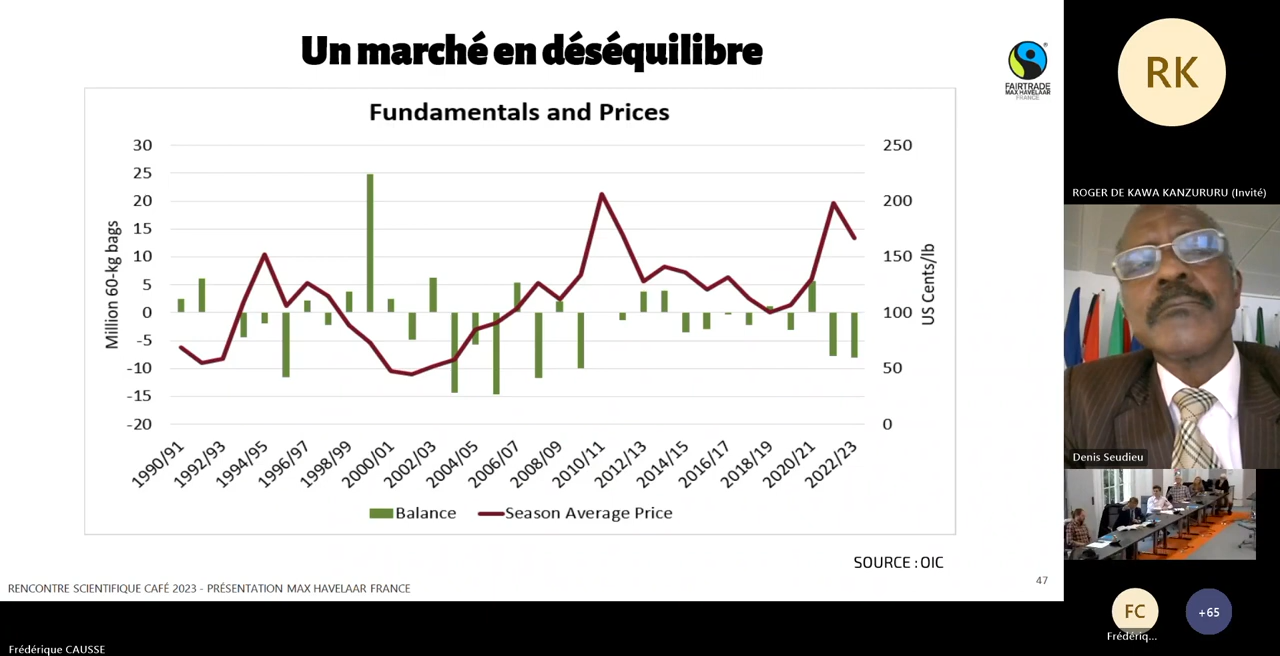 Un marché en déséquilibre
FAIRTRADE
MAX HAVELAAR
FRANCE
Fundamentals and Prices
Million 60-kg bags
30
25
20
15
10
5
0
-5
-10
-15
-20
250
200
150
100
50
0
US Cents/lb
1990/91
1992/93
1994/95
1996/97
1998/99
2000/01
2002/03
2004/05
2006/07
2008/09
2010/11
2012/13
2014/15
2016/17
2018/19
2020/21
2022/23
Balance
Season Average Price
SOURCE : OIC
47
RENCONTRE SCIENTIFIQUE CAFÉ 2023 - PRÉSENTATION MAX HAVELAAR FRANCE
Frédérique CAUSSE
RK
ROGER DE KAWA KANZURURU (Invité)
Denis Seudieu
FC
Frédériq...
+65